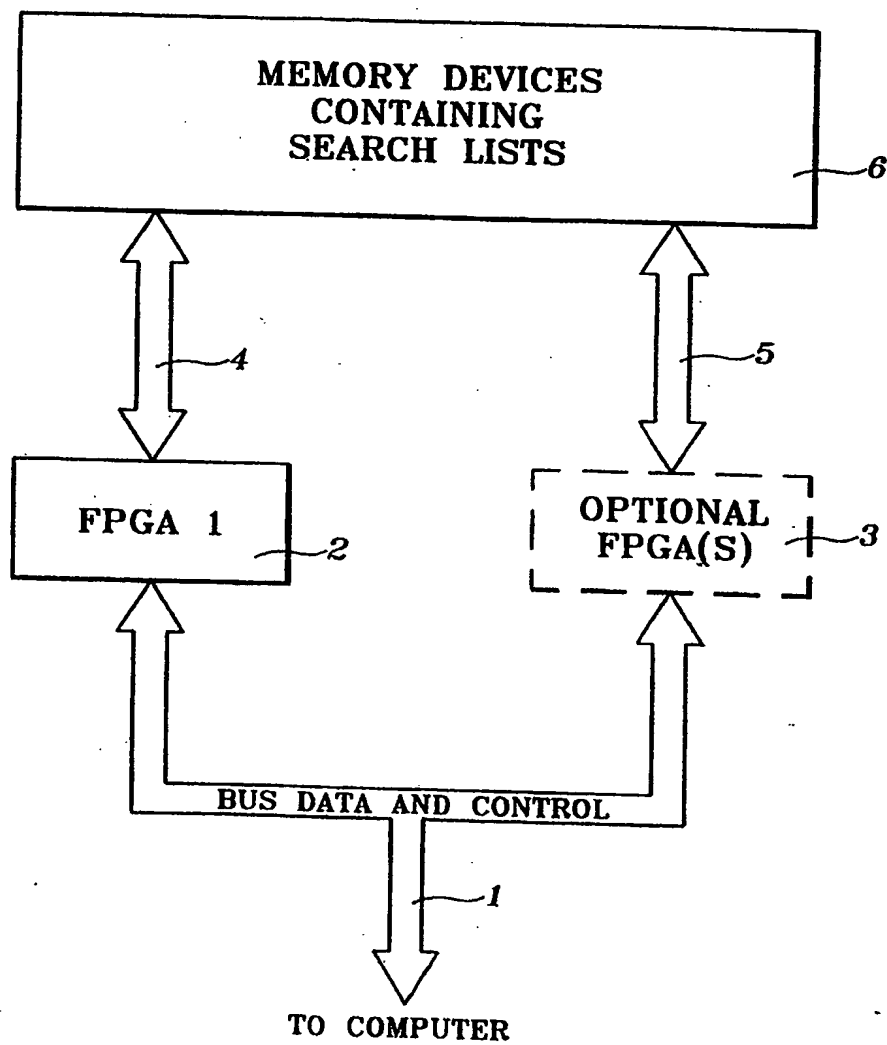 MEMORY DEVICES
CONTAINING
SEARCH LISTS
6
4
5
FPGA 1
2
OPTIONAL
FPGA(S)
3
BUS DATA AND CONTROL
1
TO COMPUTER